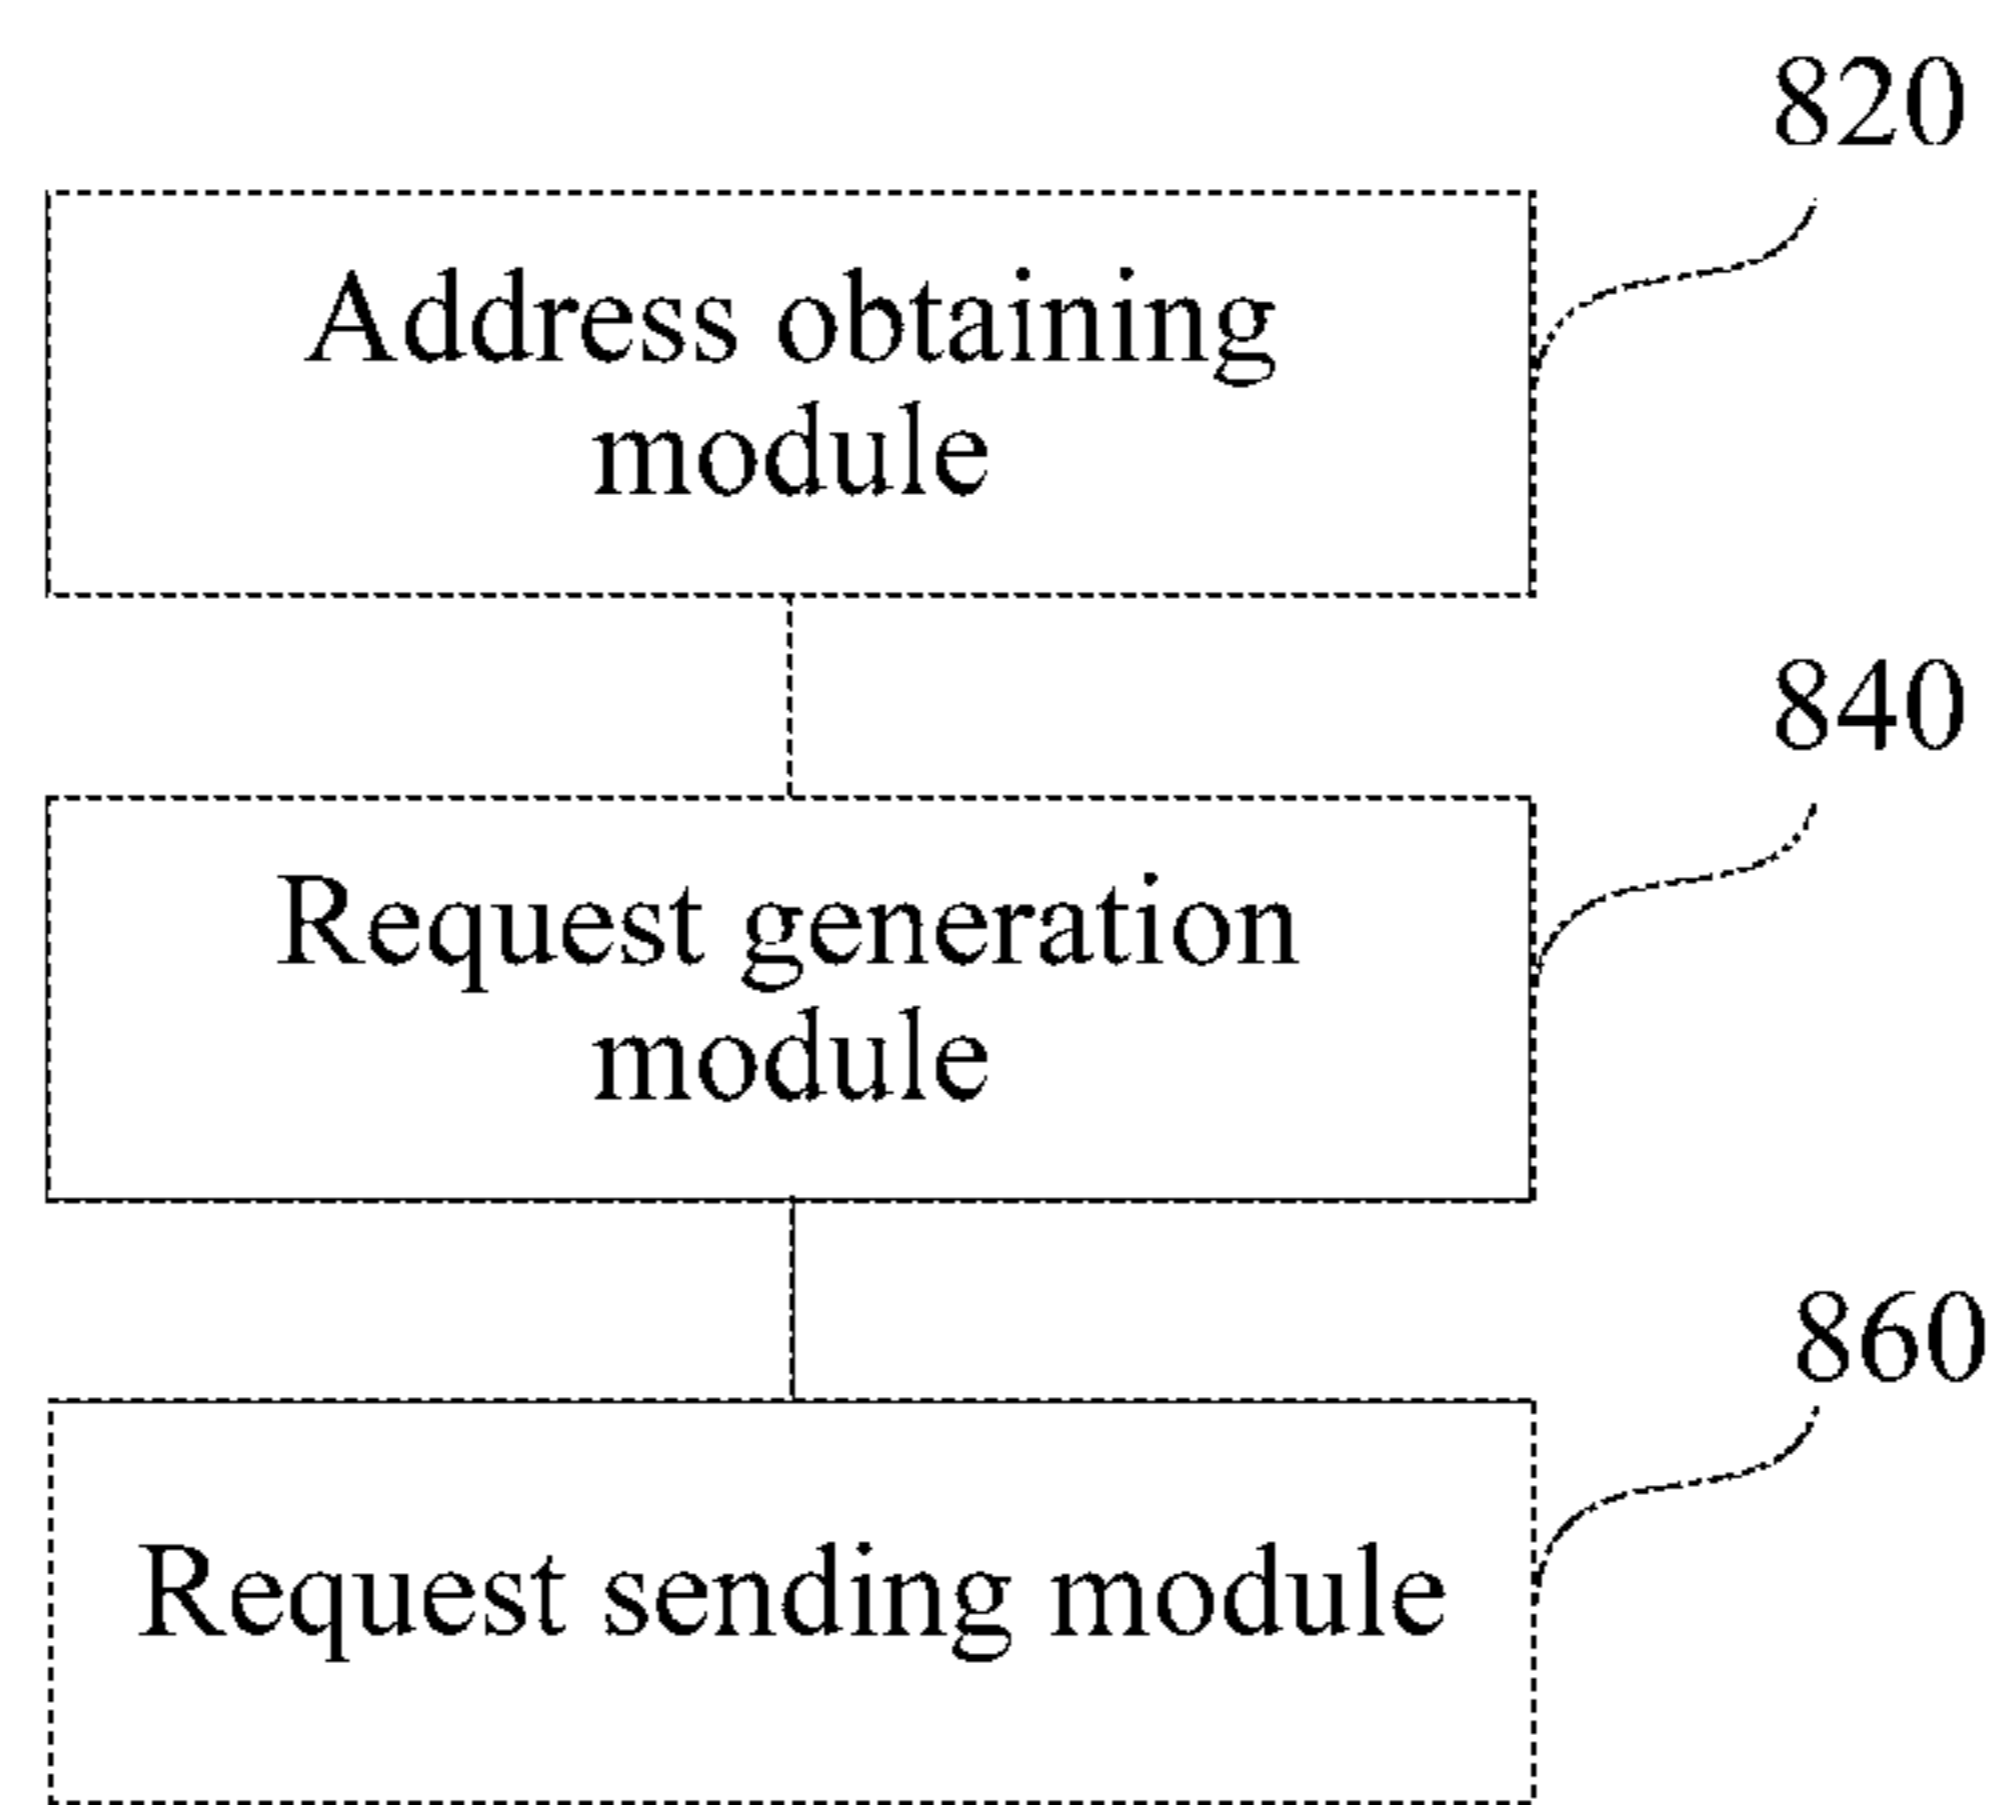 820
Address obtaining
module
840
Request generation
module
860
Request sending module